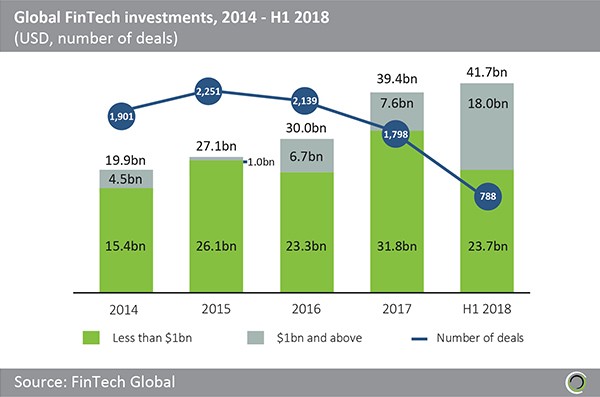 Global FinTech investments, 2014 - H1 2018
(USD, number of deals)
1,901
2,251
2,139
1,798
788
19.9bn
27.1bn
30.0bn
39.4bn
41.7bn
4.5bn
1.0bn
6.7bn
7.6bn
18.0bn
15.4bn
26.1bn
23.3bn
31.8bn
23.7bn
2014
2015
2016
2017
H1 2018
Less than $1bn
$1bn and above
Number of deals
Source: FinTech Global